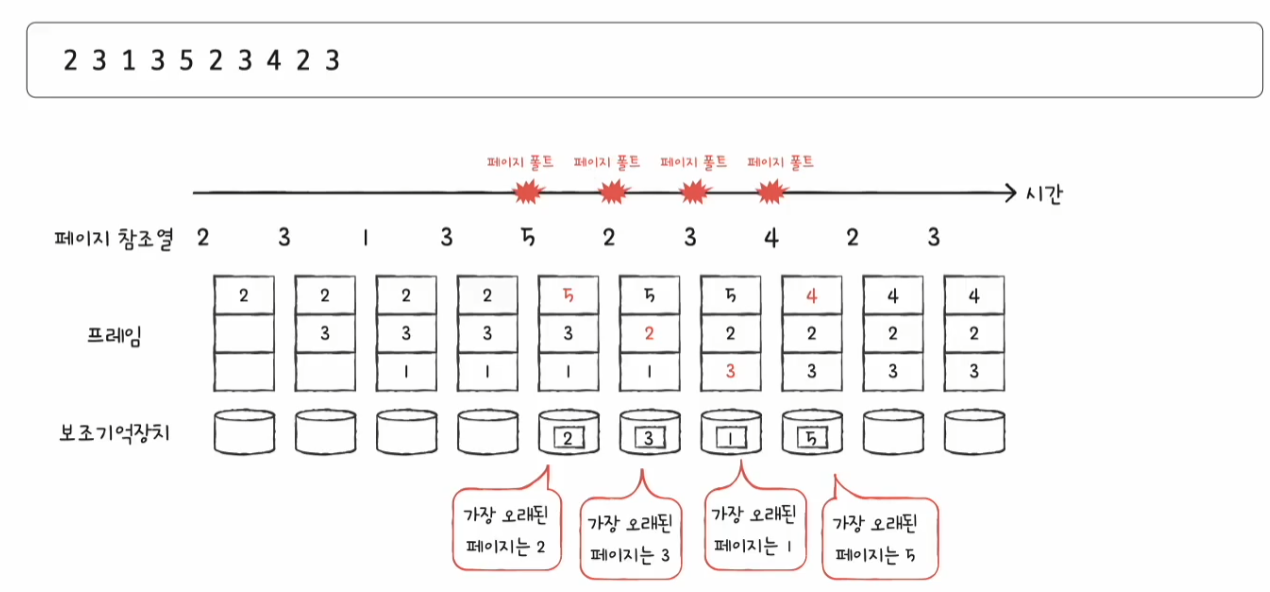 2 3 1 3 5 2 3 4 2 3
페이지 폴트 페이지 폴트 페이지 폴트 페이지 폴트
시간
페이지 참조열 2 3 1 3 5 2 3 4 2 3
2 2 2 2 5 5 5 4 4 4
프레임 3 3 3 3 2 2 2 2 2
1 1 1 1 3 3 3 3
보조기억장치 2 3 1 5
가장 오래된
페이지는 2
가장 오래된
페이지는 3
가장 오래된
페이지는 1
가장 오래된
페이지는 5